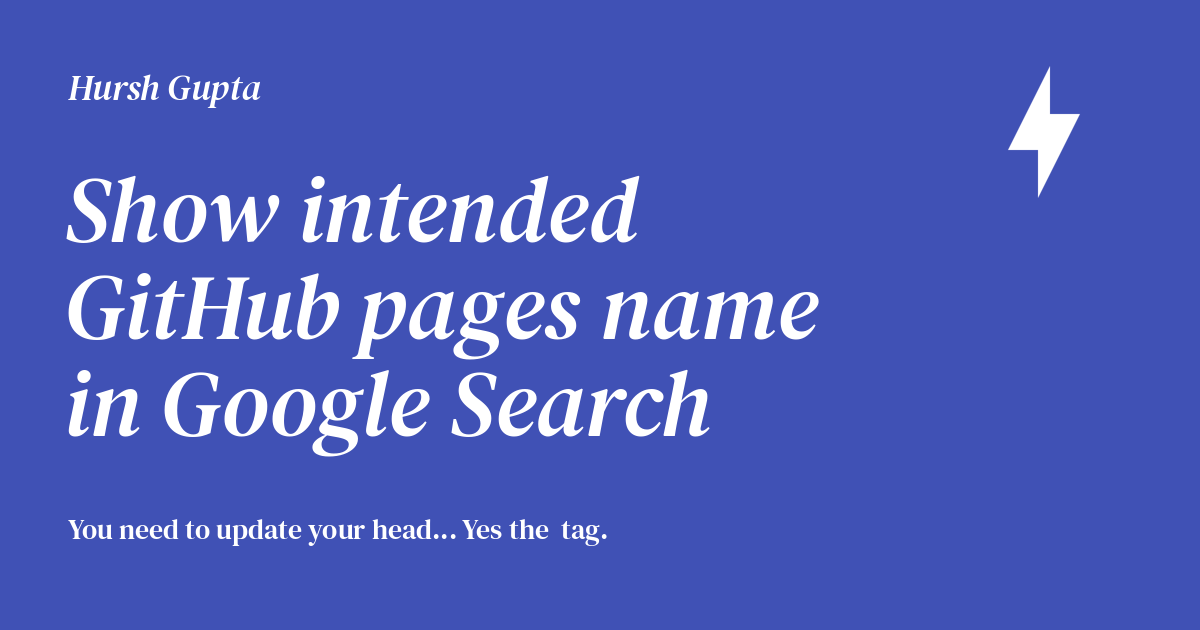 Hursh Gupta
Show intended
GitHub pages name
in Google Search
You need to update your head... Yes the  tag.